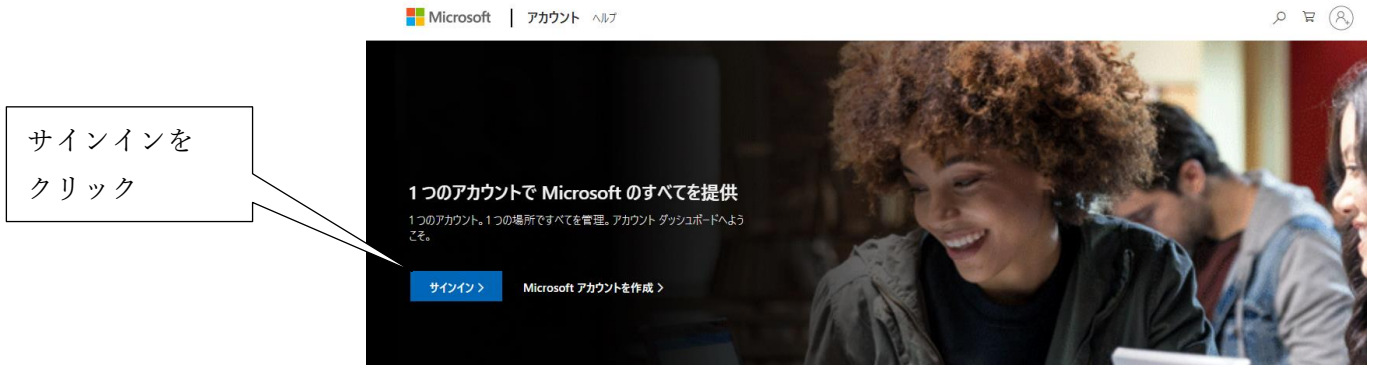 Microsoft | アカウント ヘルプ
サインインを
クリック
1つのアカウントで Microsoft のすべてを提供
1つのアカウント。1つの場所ですべてを管理。アカウント ダッシュボードへよう
こそ。
サインイン > Microsoft アカウントを作成 >